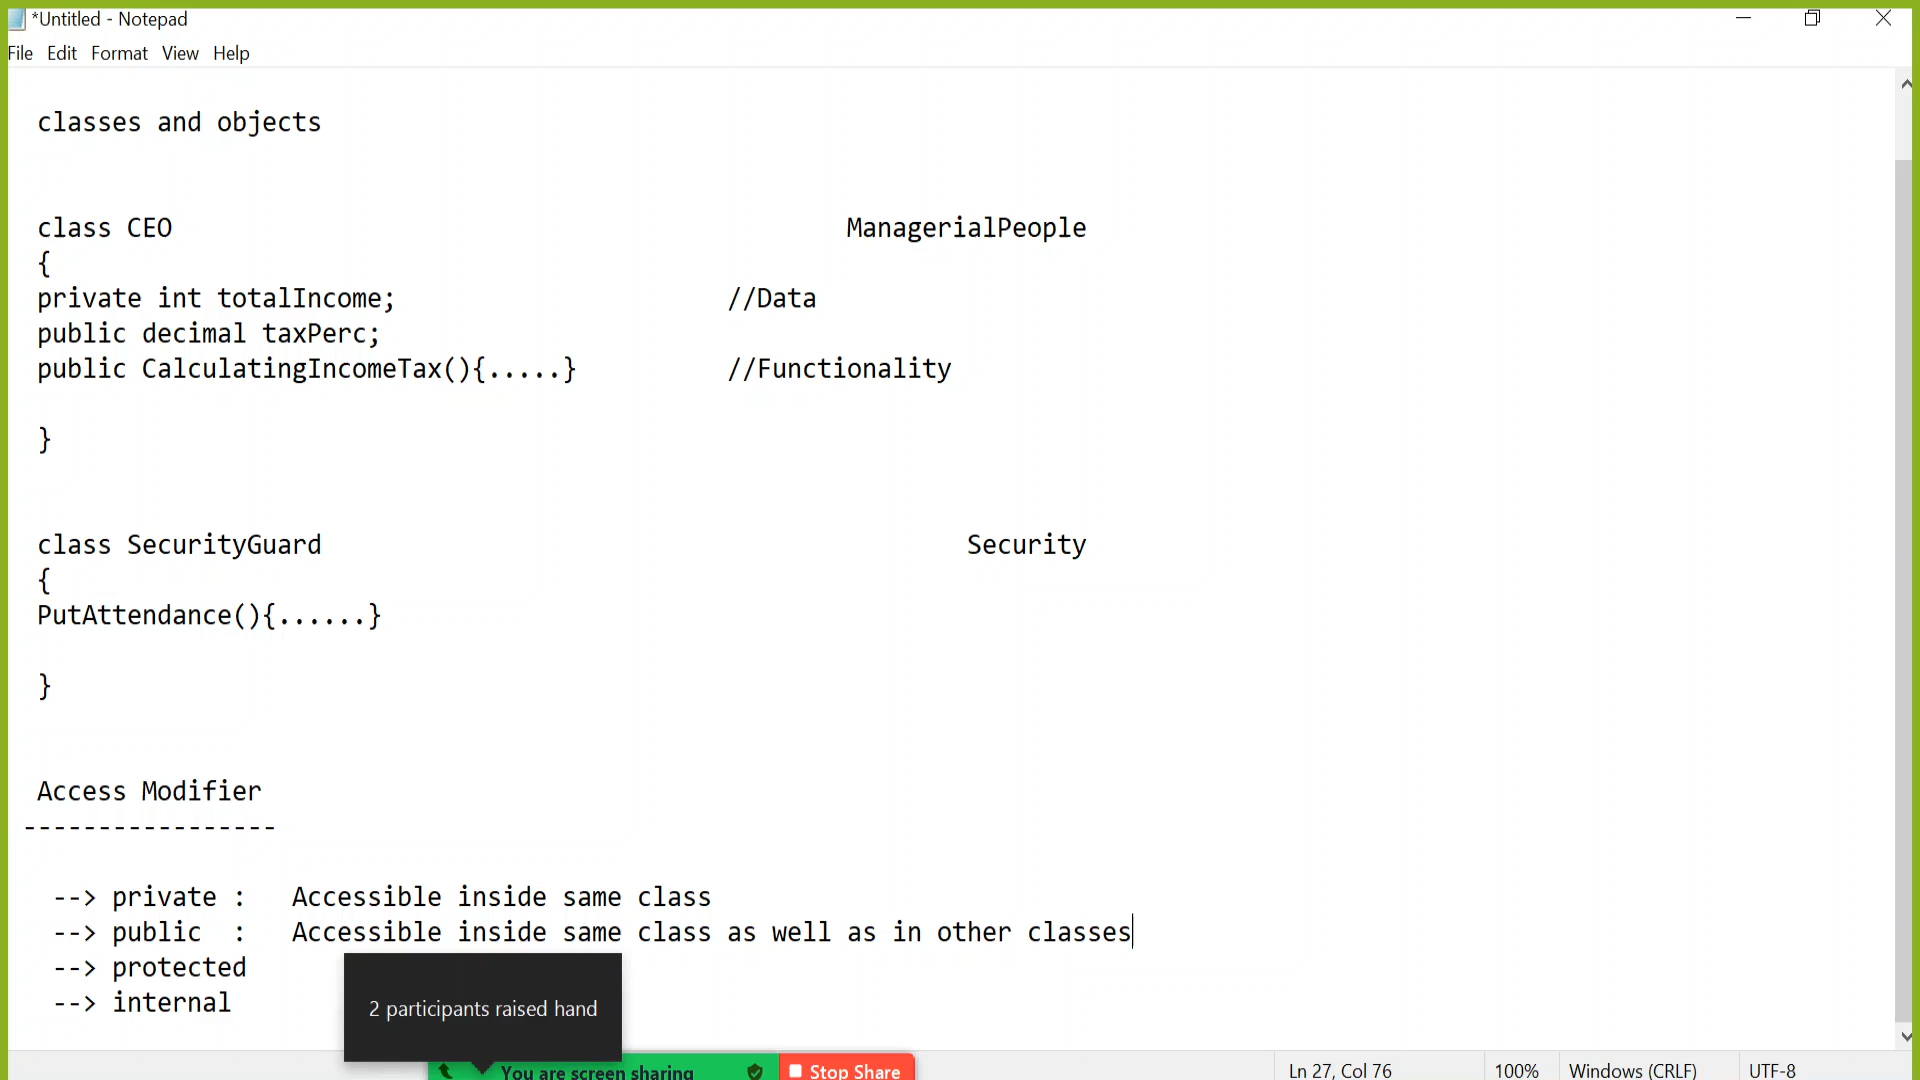 *Untitled - Notepad
File Edit Format View Help
classes and objects
class CEO ManagerialPeople
{
private int totalIncome; //Data
public decimal taxPerc;
public CalculatingIncomeTax(){.....} //Functionality
}
class SecurityGuard Security
{
PutAttendance(){......}
}
Access Modifier
-----------------
--> private : Accessible inside same class
--> public : Accessible inside same class as well as in other classes
--> protected
--> internal
2 participants raised hand
You are screen sharing Stop Share
Ln 27, Col 76 100% Windows (CRLF) UTF-8